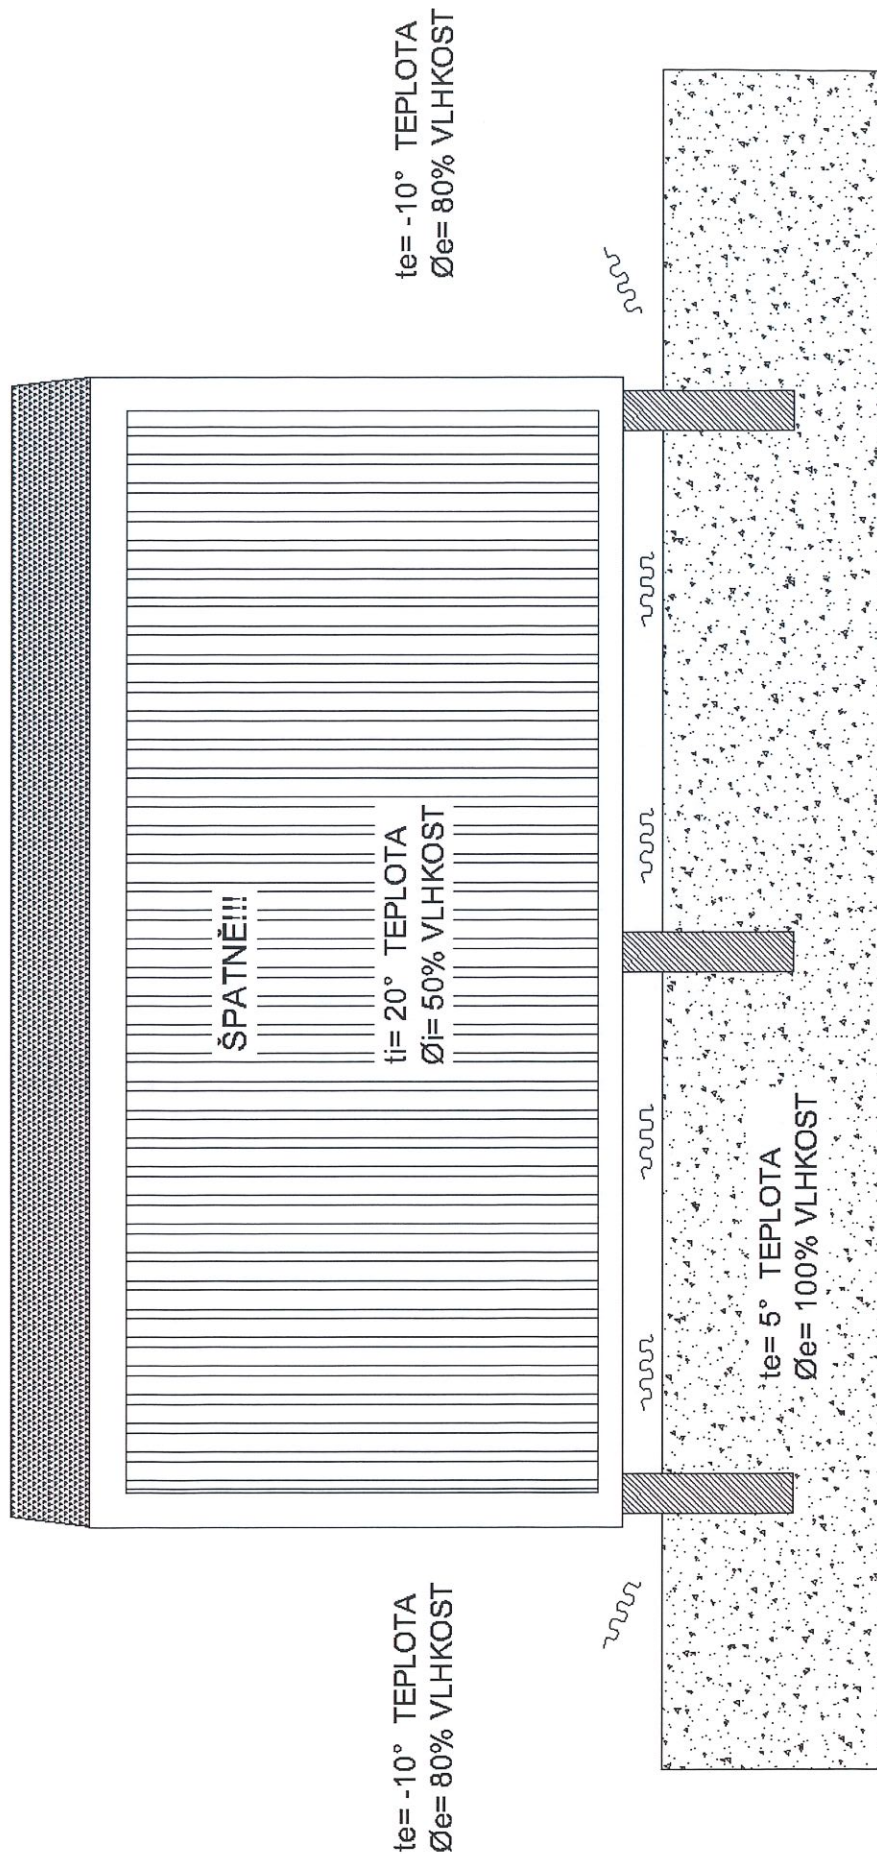 te= -10° TEPLOTA
Øe= 80% VLHKOST
ŠPATNĚ!!!
ti= 20° TEPLOTA
Øi= 50% VLHKOST
te= -10° TEPLOTA
Øe= 80% VLHKOST
te= 5° TEPLOTA
Øe= 100% VLHKOST